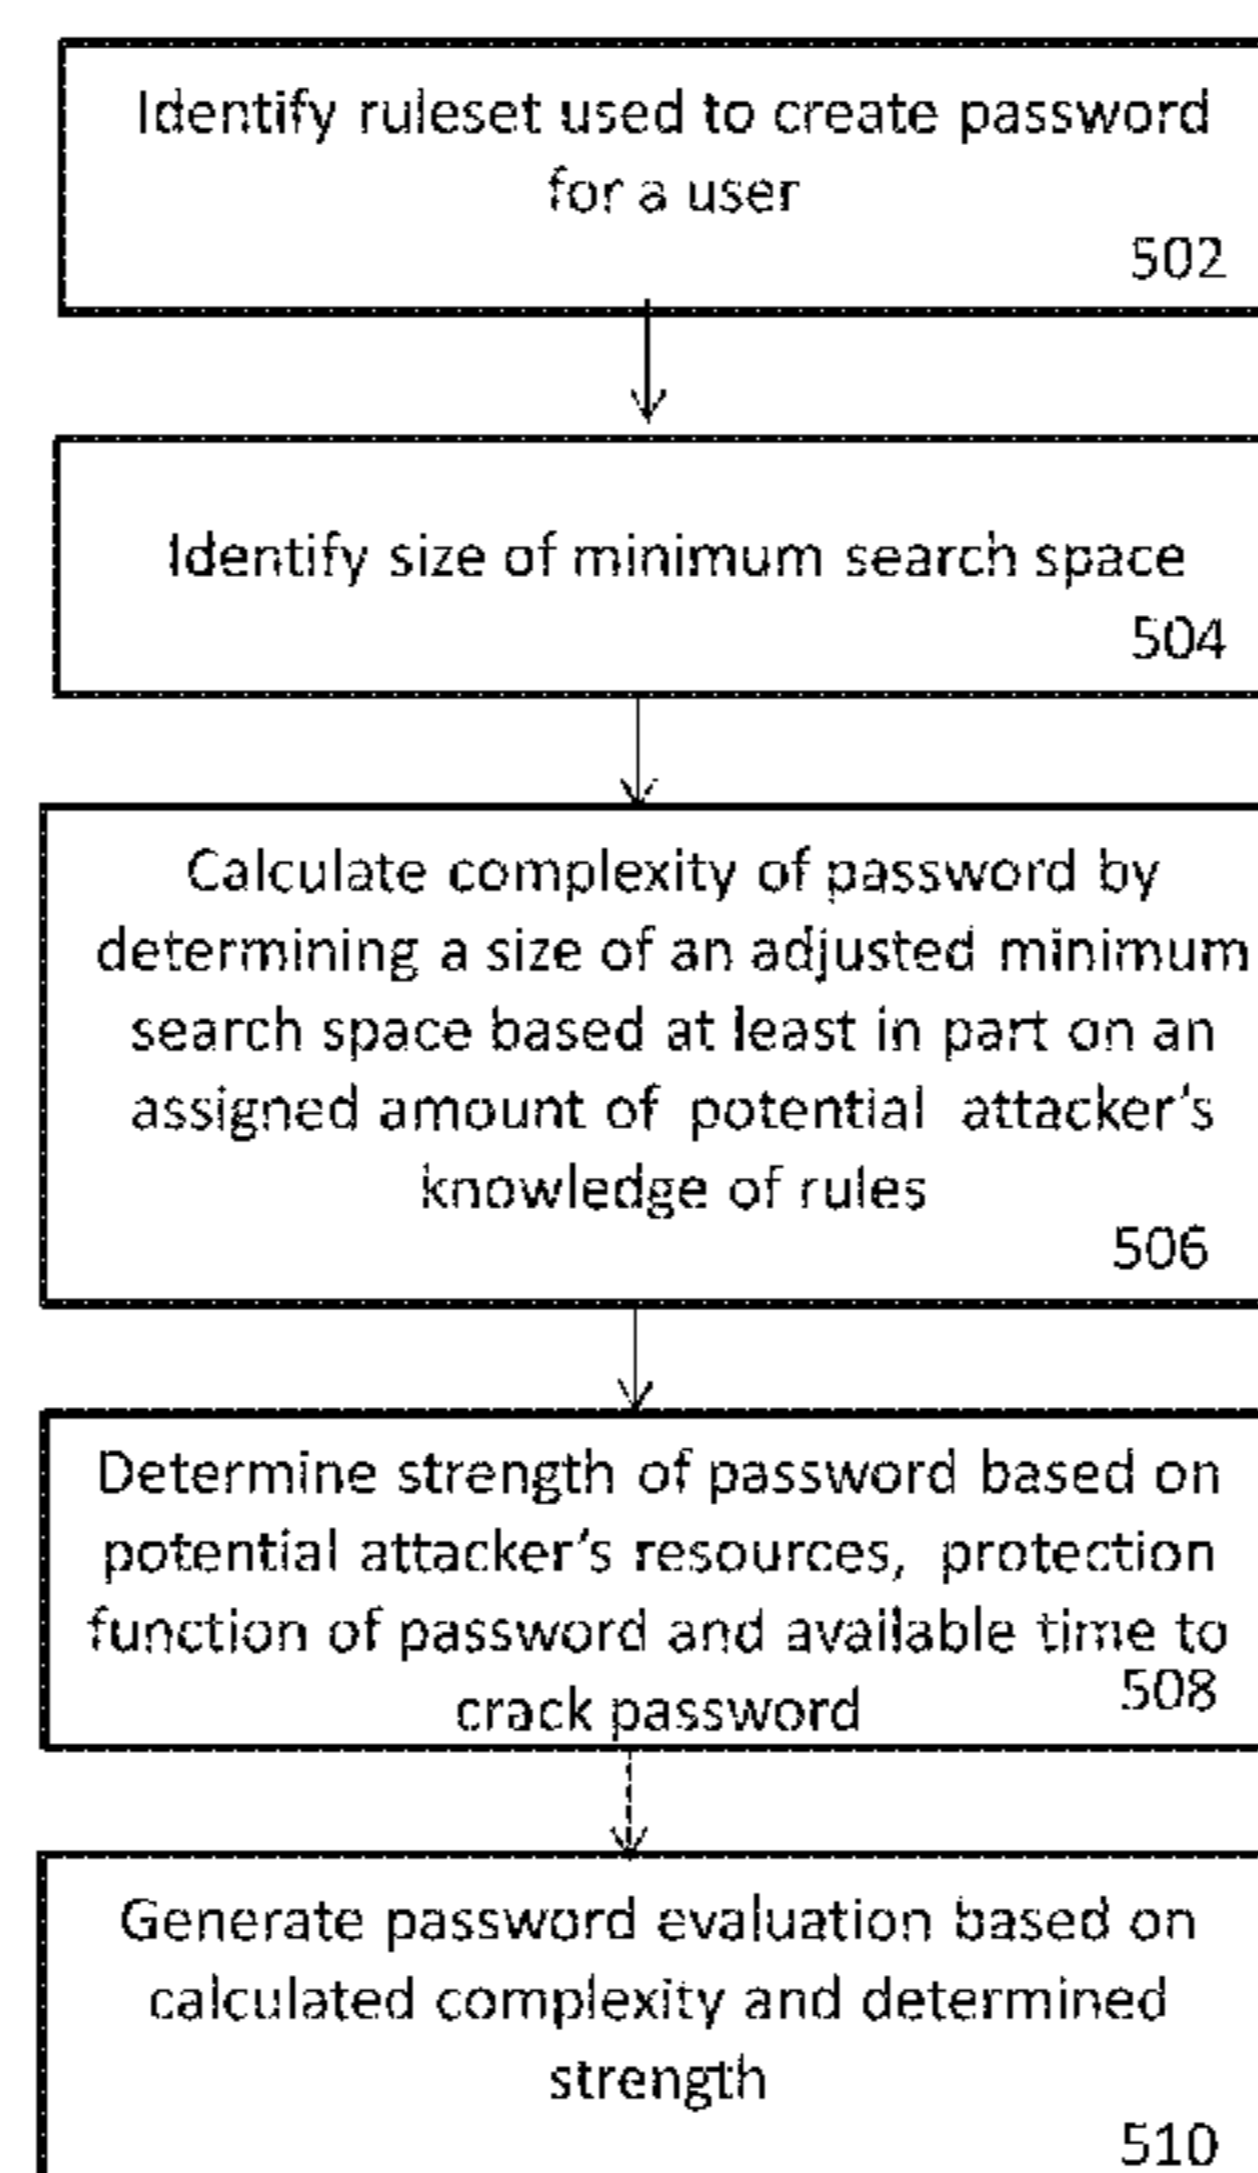 Identify ruleset used to create password
for a user
502
Identify size of minimum search space
504
Calculate complexity of password by
determining a size of an adjusted minimum
search space based at least in part on an
assigned amount of potential attacker's
knowledge of rules
506
Determine strength of password based on
potential attacker's resources, protection
function of password and available time to
crack password
508
Generate password evaluation based on
calculated complexity and determined
strength
510